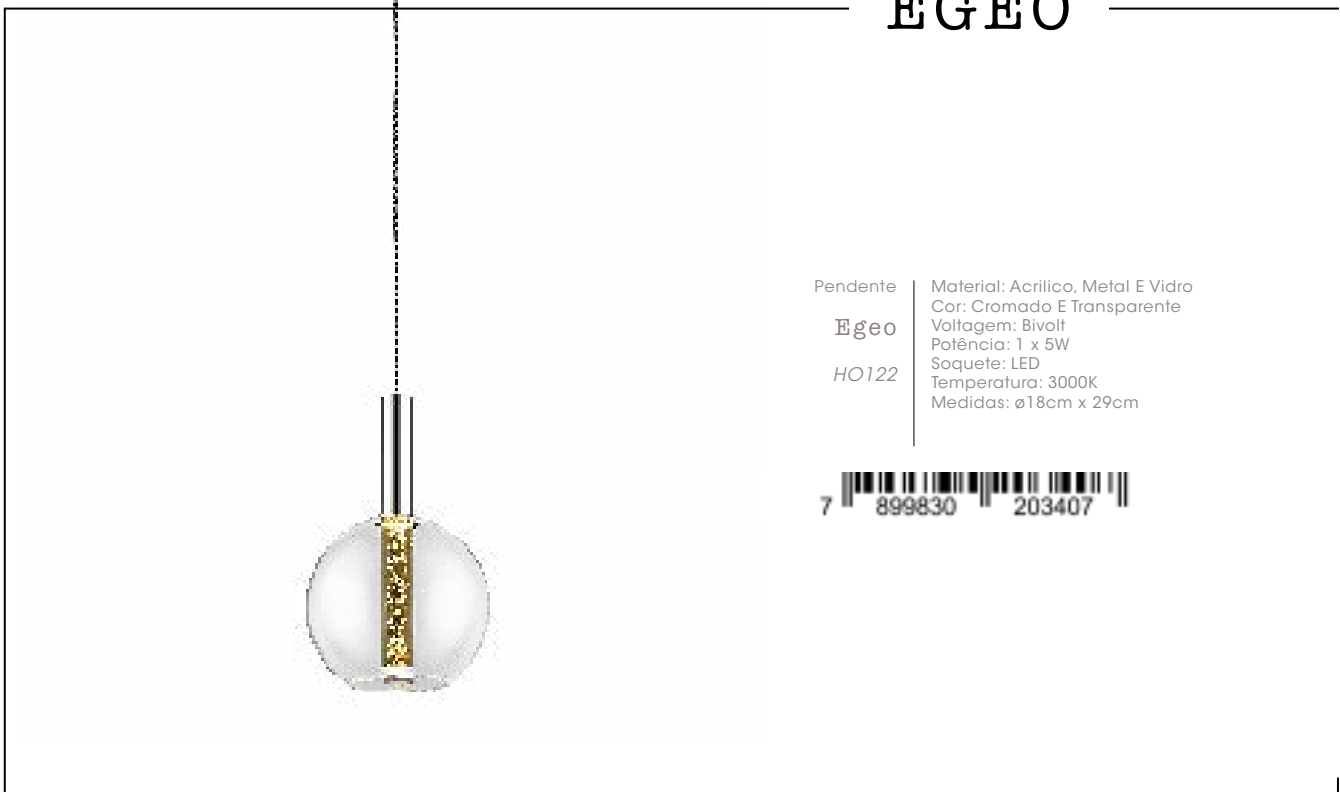 EGEO
Pendente
Egeo
HO122
Material: Acrilico, Metal E Vidro
Cor: Cromado E Transparente
Voltagem: Bivolt
Potência: 1 x 5W
Soquete: LED
Temperatura: 3000K
Medidas: ø18cm x 29cm
7 899830 203407